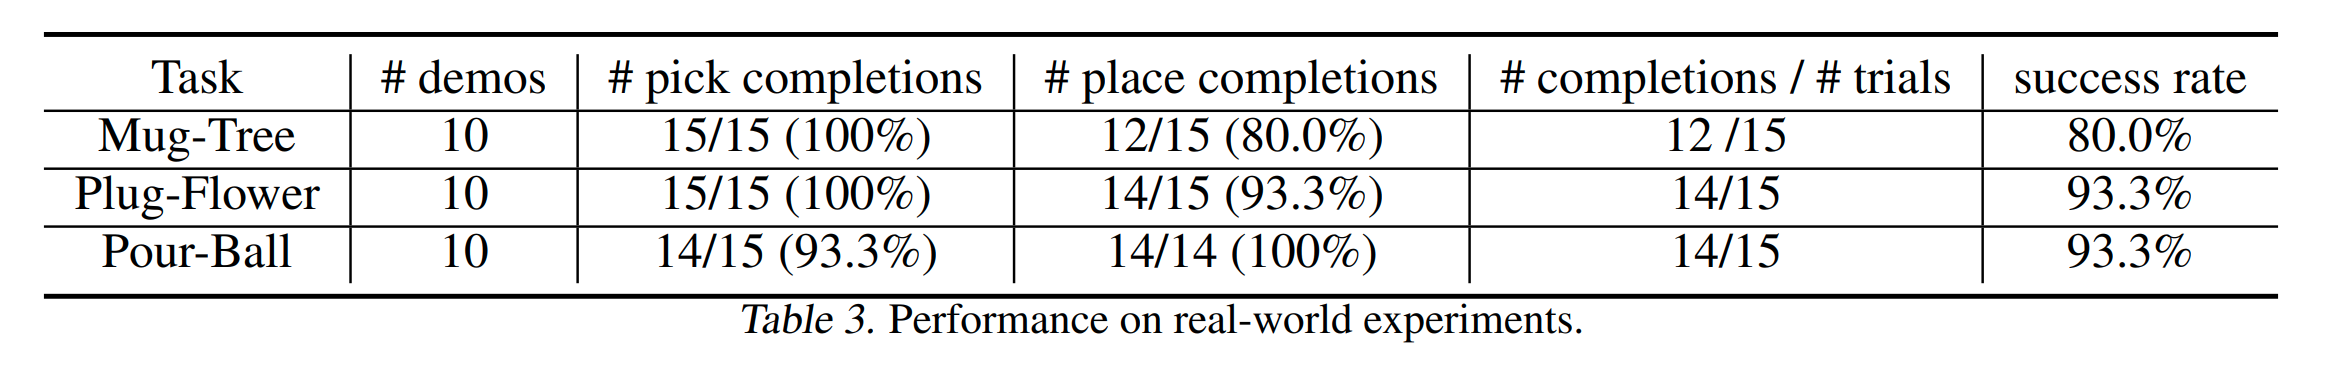 Task # demos # pick completions # place completions # completions / # trials success rate
Mug-Tree 10 15/15 (100%) 12/15 (80.0%) 12 /15 80.0%
Plug-Flower 10 15/15 (100%) 14/15 (93.3%) 14/15 93.3%
Pour-Ball 10 14/15 (93.3%) 14/14 (100%) 14/15 93.3%
Table 3. Performance on real-world experiments.